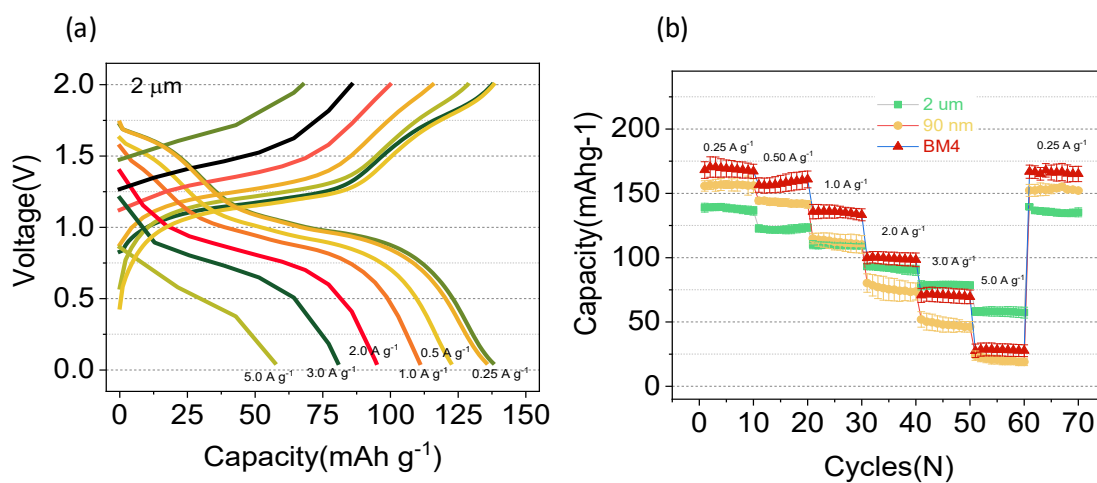 (a)
2 μm
2.0
1.5
1.0
0.5
0.0
Voltage(V)
5.0 A g⁻¹
3.0 A g⁻¹
2.0 A g⁻¹
1.0 A g⁻¹
0.5 A g⁻¹
0.25 A g⁻¹
0 25 50 75 100 125 150
Capacity(mAh g⁻¹)
(b)
2 um
90 nm
BM4
200
150
100
50
0
Capacity(mAhg-1)
0.25 A g⁻¹
0.50 A g⁻¹
1.0 A g⁻¹
2.0 A g⁻¹
3.0 A g⁻¹
5.0 A g⁻¹
0.25 A g⁻¹
0 10 20 30 40 50 60 70
Cycles(N)